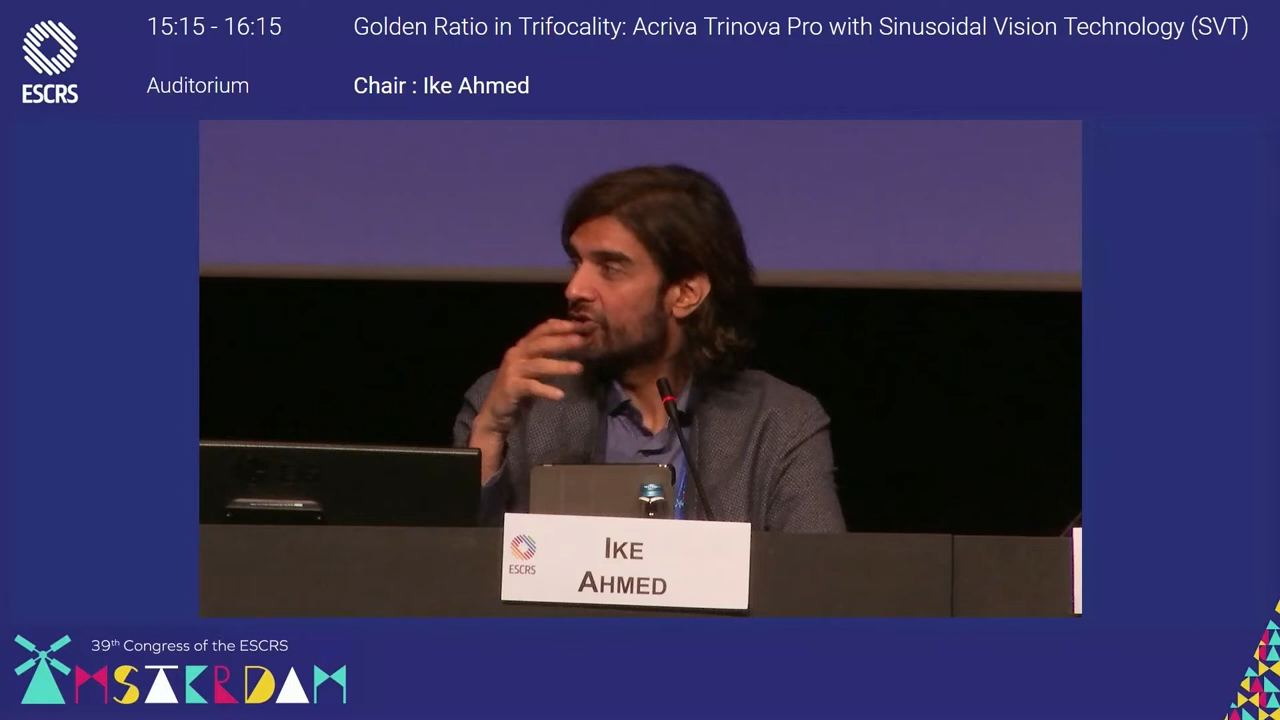 15:15 - 16:15
Golden Ratio in Trifocality: Acriva Trinova Pro with Sinusoidal Vision Technology (SVT)
ESCRS
Auditorium
Chair : Ike Ahmed
ESCRS
IKE
AHMED
39th Congress of the ESCRS
AMSTERDAM